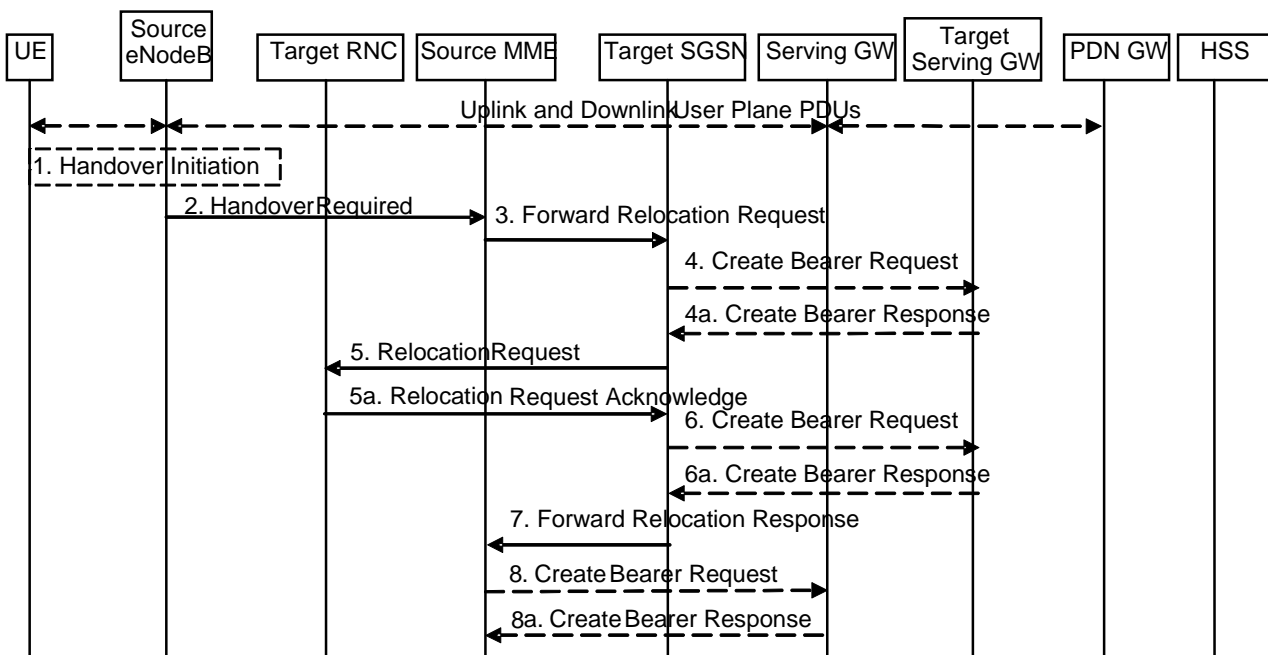 UE
Source
eNodeB
Target RNC
Source MME
Target SGSN
Serving GW
Target
Serving GW
PDN GW
HSS
Uplink and Downlink User Plane PDUs
1. Handover Initiation
2. Handover Required
3. Forward Relocation Request
4. Create Bearer Request
4a. Create Bearer Response
5. Relocation Request
5a. Relocation Request Acknowledge
6. Create Bearer Request
6a. Create Bearer Response
7. Forward Relocation Response
8. Create Bearer Request
8a. Create Bearer Response